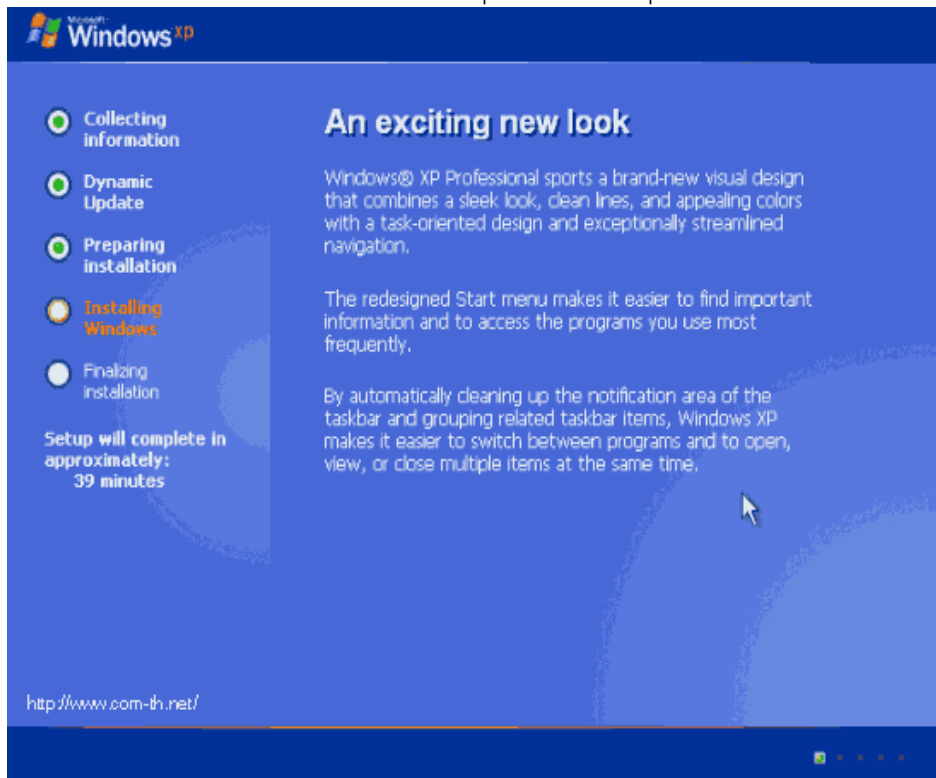 Microsoft
Windows xp
Collecting
information
Dynamic
Update
Preparing
installation
Installing
Windows
Finalizing
installation
Setup will complete in
approximately:
39 minutes
An exciting new look
Windows® XP Professional sports a brand-new visual design
that combines a sleek look, clean lines, and appealing colors
with a task-oriented design and exceptionally streamlined
navigation.
The redesigned Start menu makes it easier to find important
information and to access the programs you use most
frequently.
By automatically cleaning up the notification area of the
taskbar and grouping related taskbar items, Windows XP
makes it easier to switch between programs and to open,
view, or close multiple items at the same time.
http://www.com-th.net/